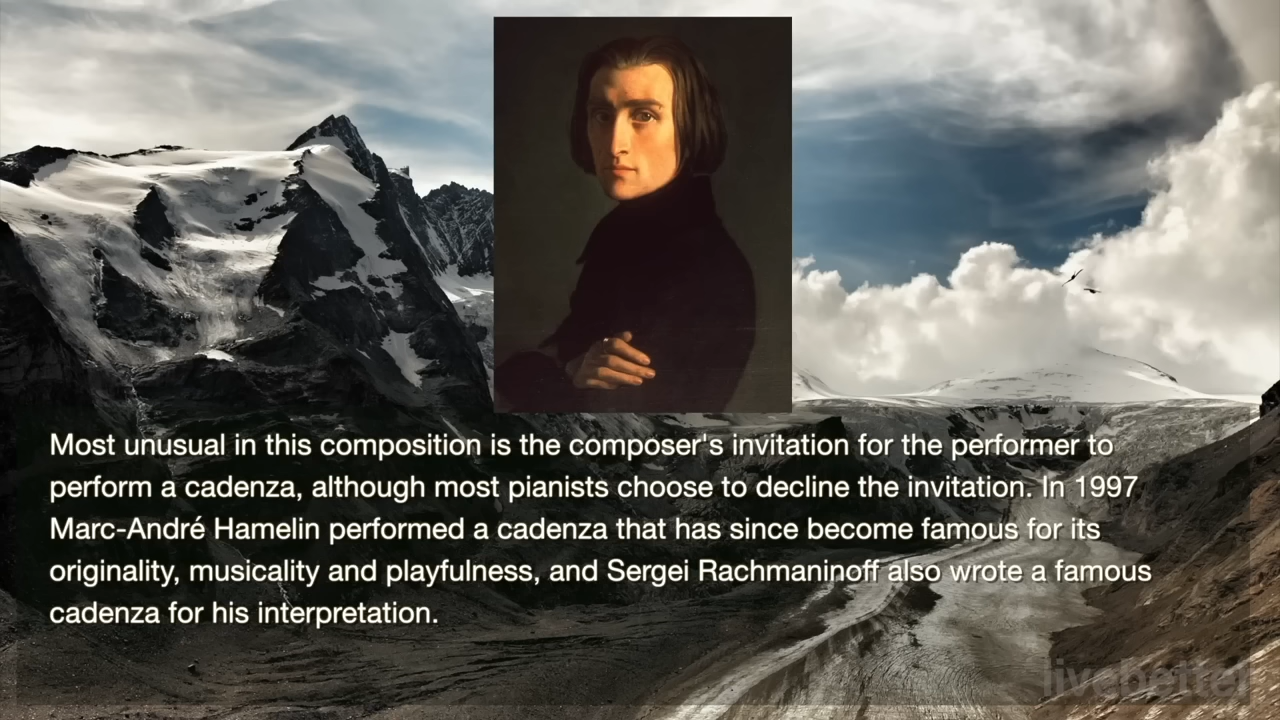 Most unusual in this composition is the composer's invitation for the performer to
perform a cadenza, although most pianists choose to decline the invitation. In 1997
Marc-André Hamelin performed a cadenza that has since become famous for its
originality, musicality and playfulness, and Sergei Rachmaninoff also wrote a famous
cadenza for his interpretation.
livebetter